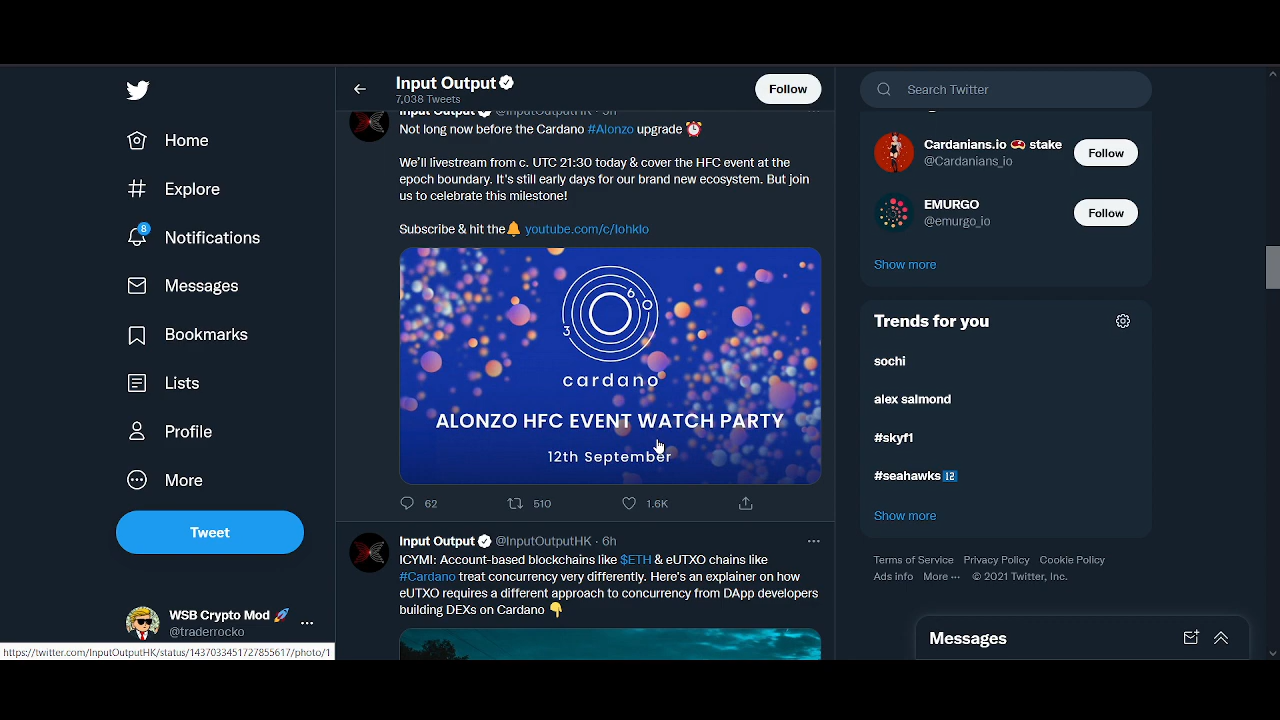 Home
Explore
8
Notifications
Messages
Bookmarks
Lists
Profile
More
Tweet
WSB Crypto Mod 🚀
@traderrocko
https://twitter.com/InputOutputHK/status/1437033451727855617/photo/1
Input Output
7,038 Tweets
Follow
Input Output @InputOutputHK · 5h
Not long now before the Cardano #Alonzo upgrade ⏰
We'll livestream from c. UTC 21:30 today & cover the HFC event at the
epoch boundary. It's still early days for our brand new ecosystem. But join
us to celebrate this milestone!
Subscribe & hit the🔔 youtube.com/c/Iohklo
3 6 0
cardano
ALONZO HFC EVENT WATCH PARTY
12th September
62 510 1.6K
Input Output @InputOutputHK · 6h
ICYMI: Account-based blockchains like $ETH & eUTXO chains like
#Cardano treat concurrency very differently. Here's an explainer on how
eUTXO requires a different approach to concurrency from DApp developers
building DEXs on Cardano 👇
Search Twitter
Cardanians.io stake
@Cardanians_io
Follow
EMURGO
@emurgo_io
Follow
Show more
Trends for you
sochi
alex salmond
#skyf1
#seahawks 12
Show more
Terms of Service Privacy Policy Cookie Policy
Ads info More ··· © 2021 Twitter, Inc.
Messages